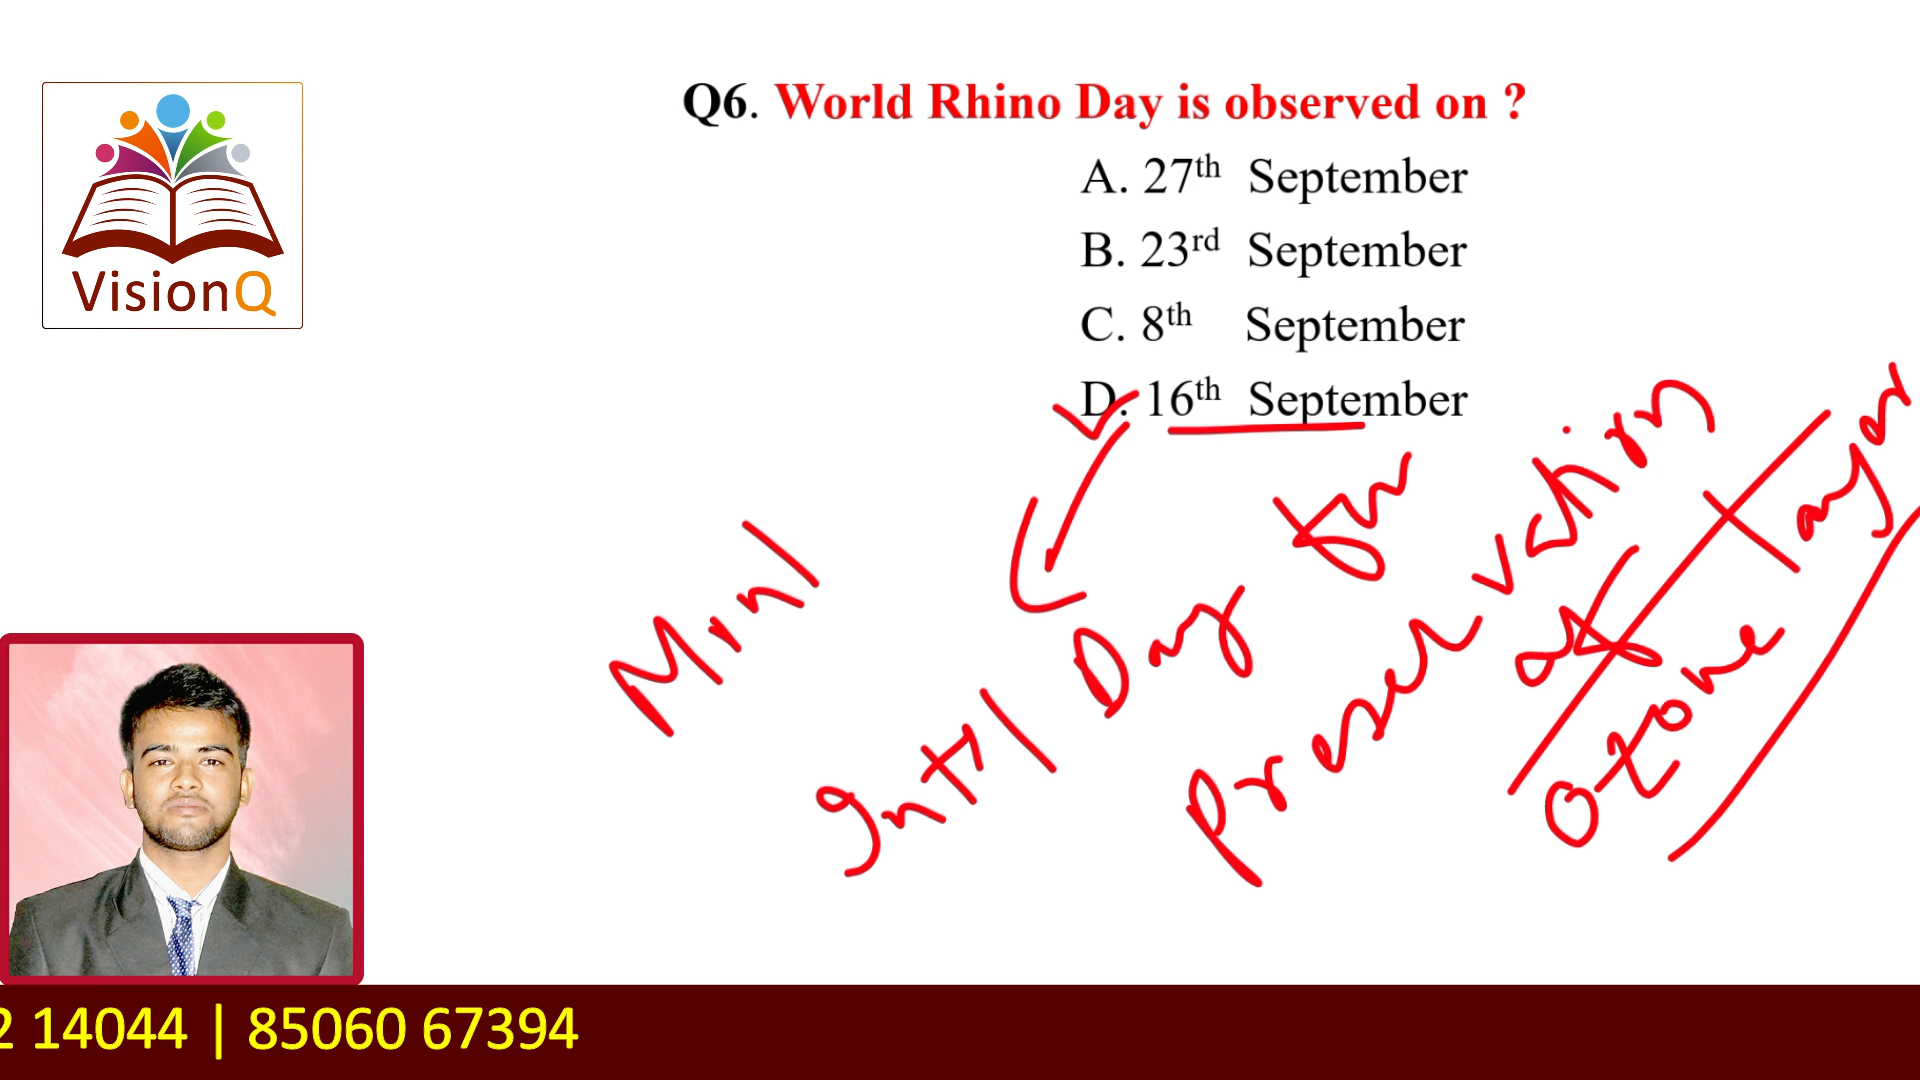 VisionQ
Q6. World Rhino Day is observed on ?
A. 27th September
B. 23rd September
C. 8th September
D. 16th September
Int'l Day for
Preservation
of
Ozone layer
2 14044 | 85060 67394